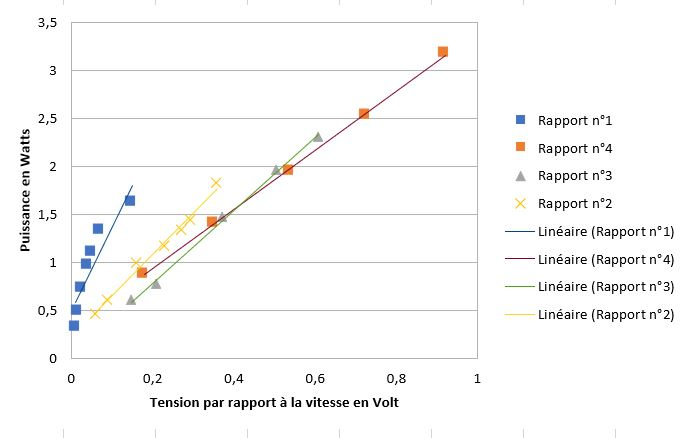 3,5
3
2,5
2
1,5
1
0,5
0
0 0,2 0,4 0,6 0,8 1
Puissance en Watts
Tension par rapport à la vitesse en Volt
Rapport n°1
Rapport n°4
Rapport n°3
Rapport n°2
Linéaire (Rapport n°1)
Linéaire (Rapport n°4)
Linéaire (Rapport n°3)
Linéaire (Rapport n°2)